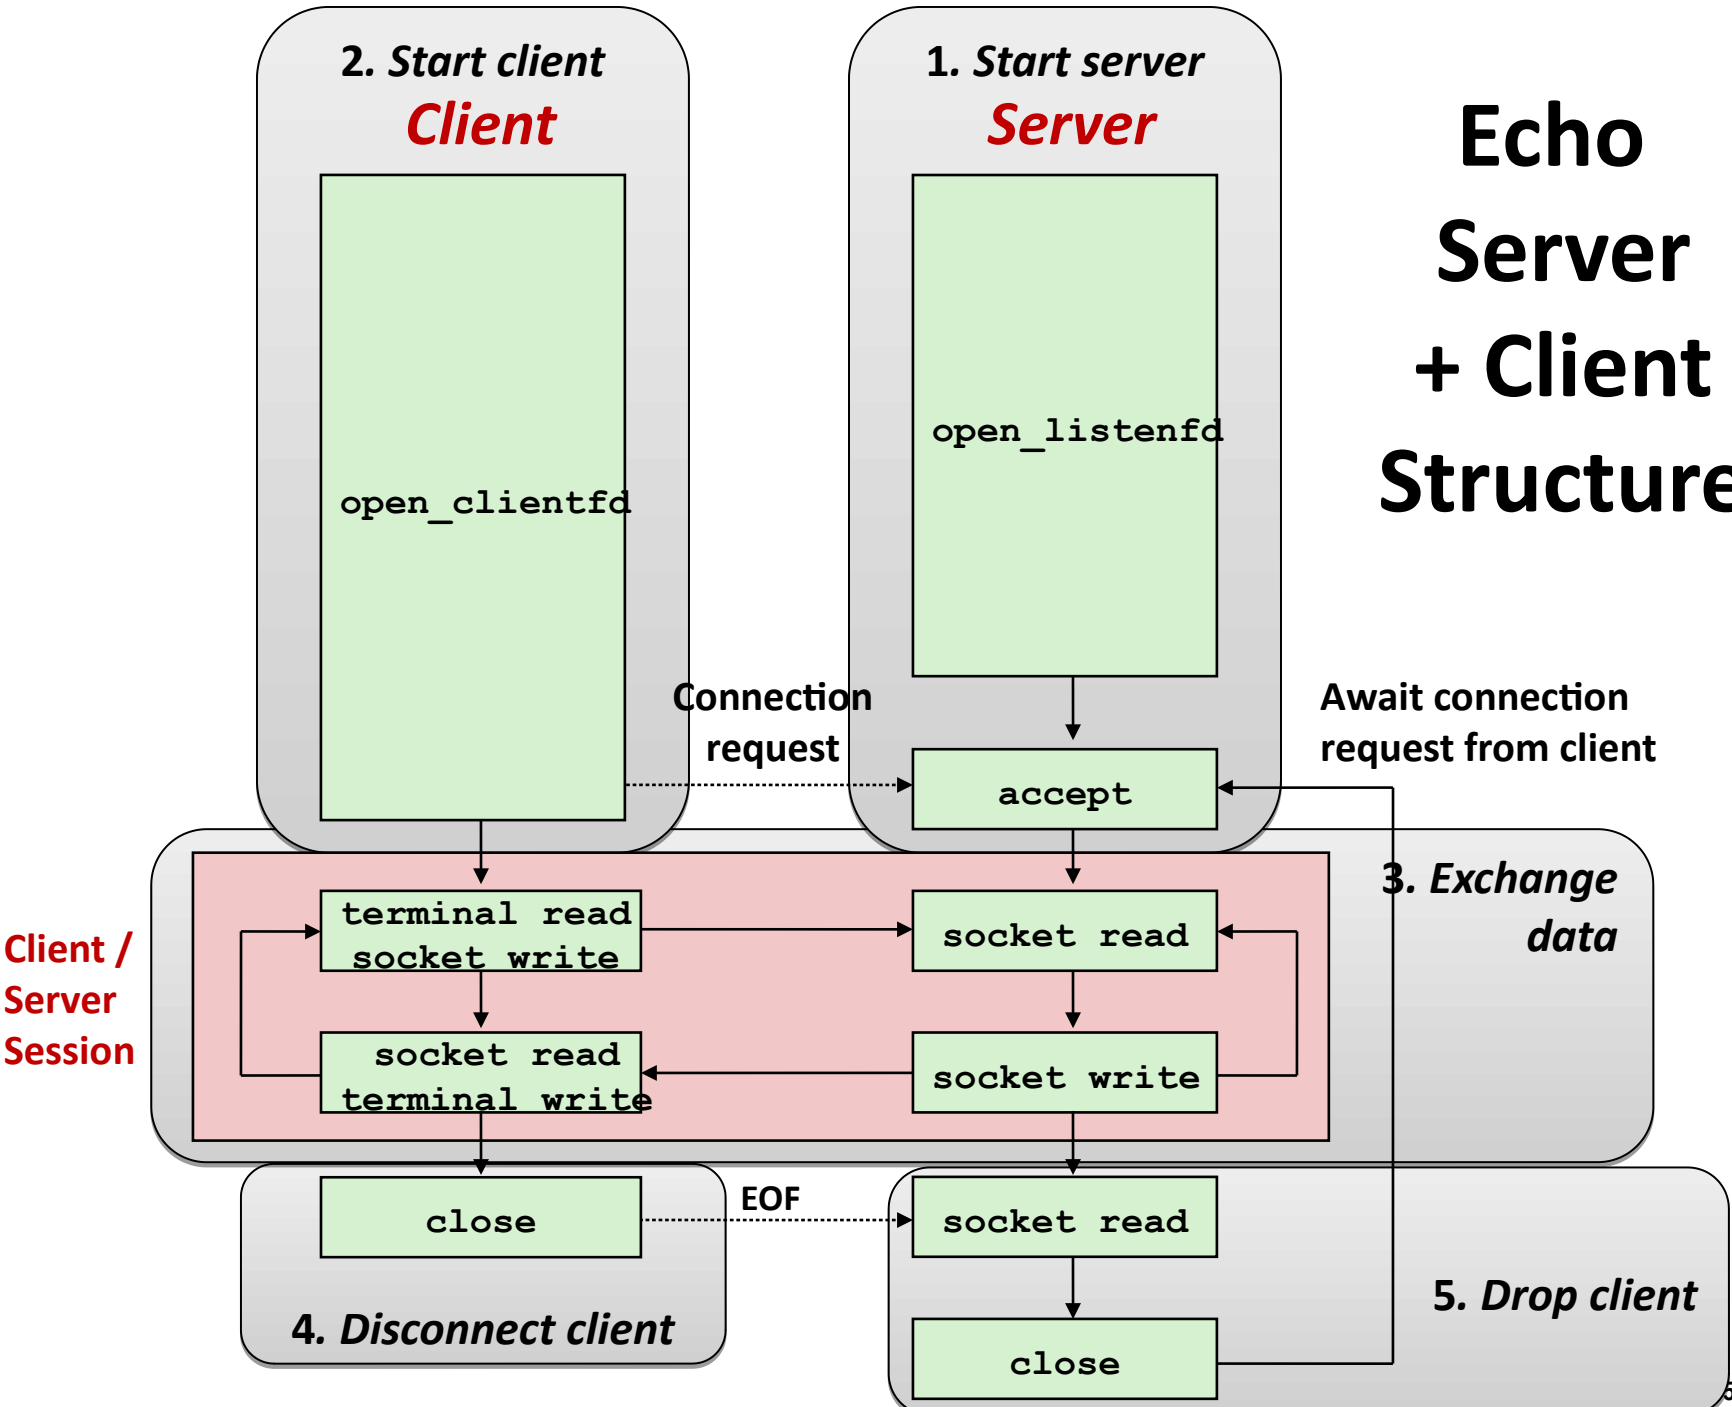 2. Start client
Client
1. Start server
Server
Echo
Server
+ Client
Structure
open_clientfd
open_listenfd
Connection
request
Await connection
request from client
accept
3. Exchange
data
Client /
Server
Session
terminal read
socket write
socket read
socket read
terminal write
socket write
close
EOF
socket read
4. Disconnect client
5. Drop client
close
5